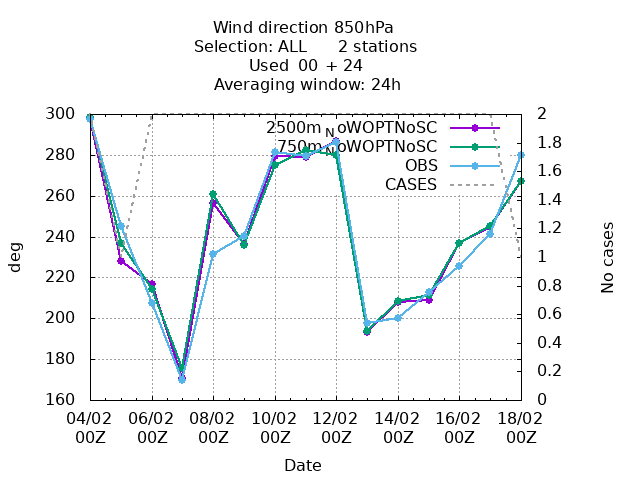 Wind direction 850hPa
Selection: ALL      2 stations
Used  00 + 24
Averaging window: 24h
2500m NoWOPTNoSC
750m NoWOPTNoSC
OBS
CASES
300
280
260
240
220
200
180
160
2
1.8
1.6
1.4
1.2
1
0.8
0.6
0.4
0.2
0
deg
No cases
04/02 06/02 08/02 10/02 12/02 14/02 16/02 18/02
00Z 00Z 00Z 00Z 00Z 00Z 00Z 00Z
Date